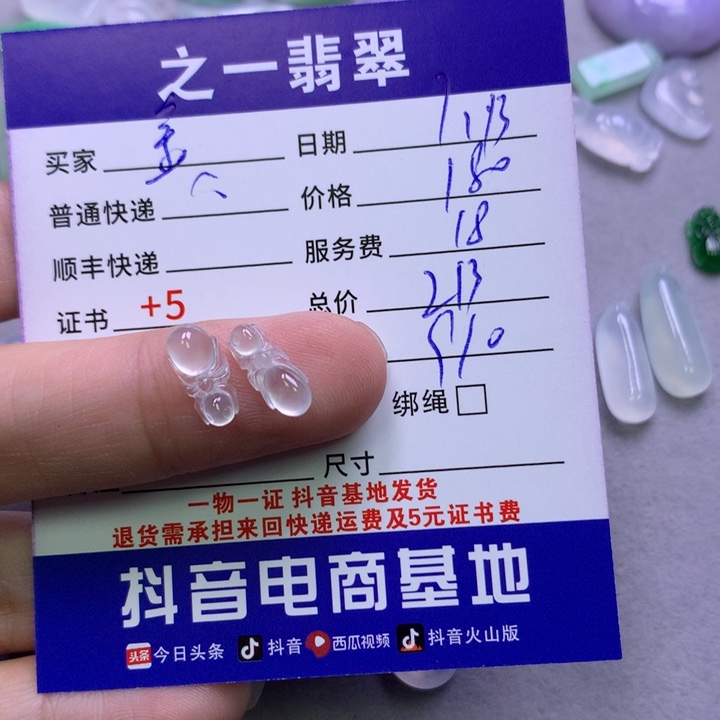 之一翡翠
买家 日期 1 1/3
普通快递 价格 180
顺丰快递 服务费 18
证书 +5 总价 213
510
绑绳
尺寸
一物一证 抖音基地发货
退货需承担来回快递运费及5元证书费
抖音电商基地
头条 今日头条 抖音 西瓜视频 抖音火山版